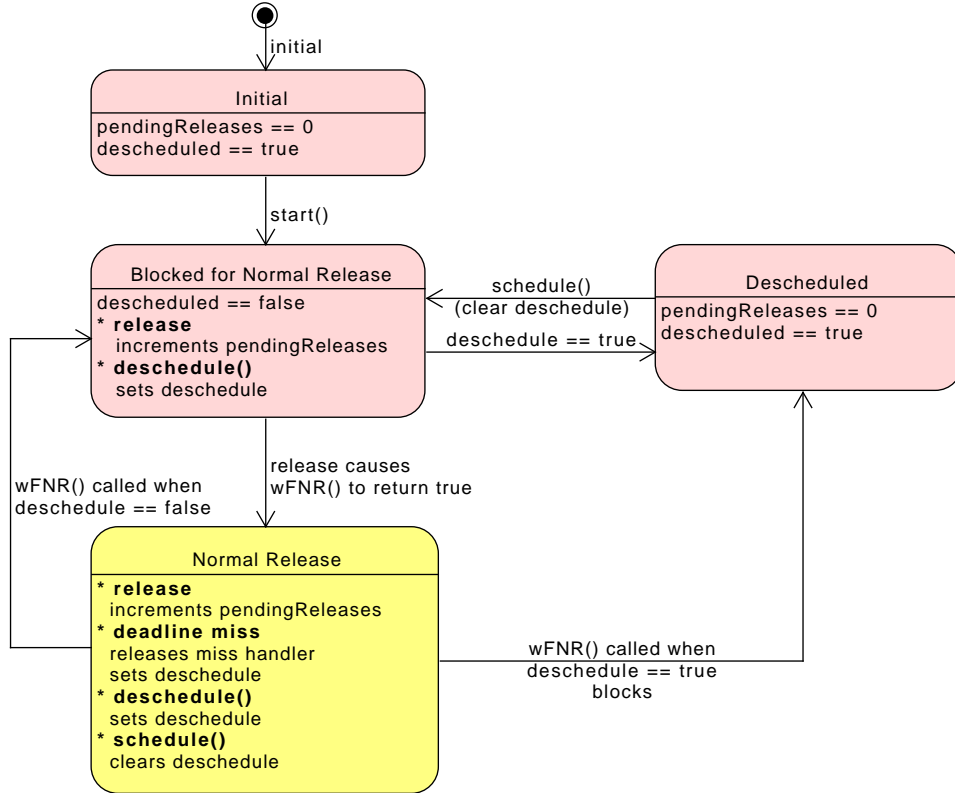 initial
Initial
pendingReleases == 0
descheduled == true
start()
Blocked for Normal Release
descheduled == false
* release
increments pendingReleases
* deschedule()
sets deschedule
schedule()
(clear deschedule)
deschedule == true
Descheduled
pendingReleases == 0
descheduled == true
wFNR() called when
deschedule == false
release causes
wFNR() to return true
Normal Release
* release
increments pendingReleases
* deadline miss
releases miss handler
sets deschedule
* deschedule()
sets deschedule
* schedule()
clears deschedule
wFNR() called when
deschedule == true
blocks